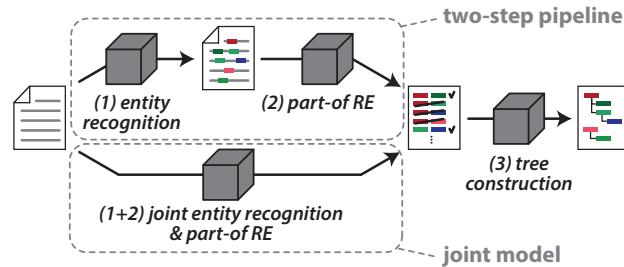 two-step pipeline
(1) entity
recognition
(2) part-of RE
(3) tree
construction
(1+2) joint entity recognition
& part-of RE
joint model